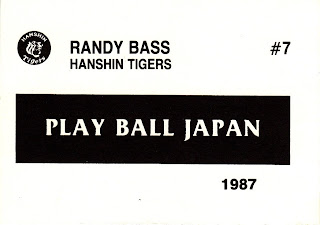 HANSHIN
Tigers
RANDY BASS
#7
HANSHIN TIGERS
PLAY BALL JAPAN
1987